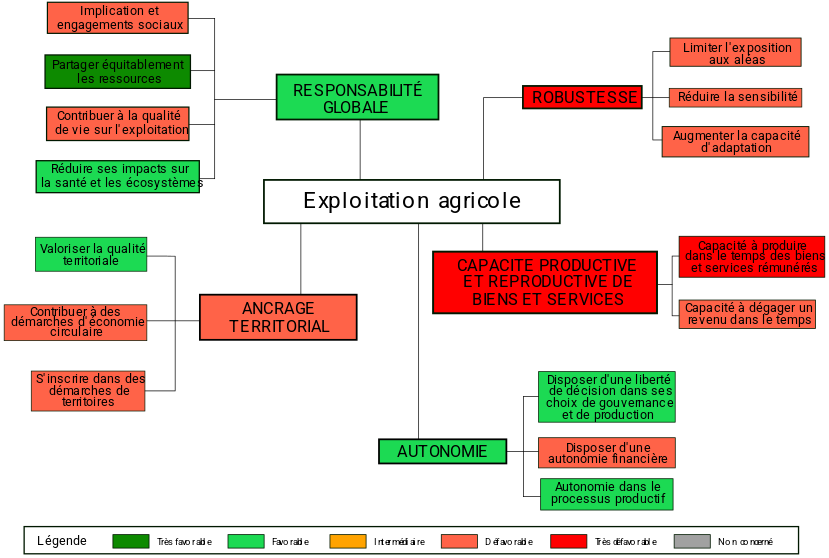 Implication et
engagements sociaux
Partager équitablement
les ressources
Contribuer à la qualité
de vie sur l'exploitation
Réduire ses impacts sur
la santé et les écosystèmes
RESPONSABILITÉ
GLOBALE
ROBUSTESSE
Limiter l'exposition
aux aléas
Réduire la sensibilité
Augmenter la capacité
d'adaptation
Exploitation agricole
Valoriser la qualité
territoriale
Contribuer à des
démarches d'économie
circulaire
S'inscrire dans des
démarches de
territoires
ANCRAGE
TERRITORIAL
CAPACITE PRODUCTIVE
ET REPRODUCTIVE DE
BIENS ET SERVICES
Capacité à produire
dans le temps des biens
et services rémunérés
Capacité à dégager un
revenu dans le temps
AUTONOMIE
Disposer d'une liberté
de décision dans ses
choix de gouvernance
et de production
Disposer d'une
autonomie financière
Autonomie dans le
processus productif
Légende
Très favorable
Favorable
Intermédiaire
Défavorable
Très défavorable
Non concerné